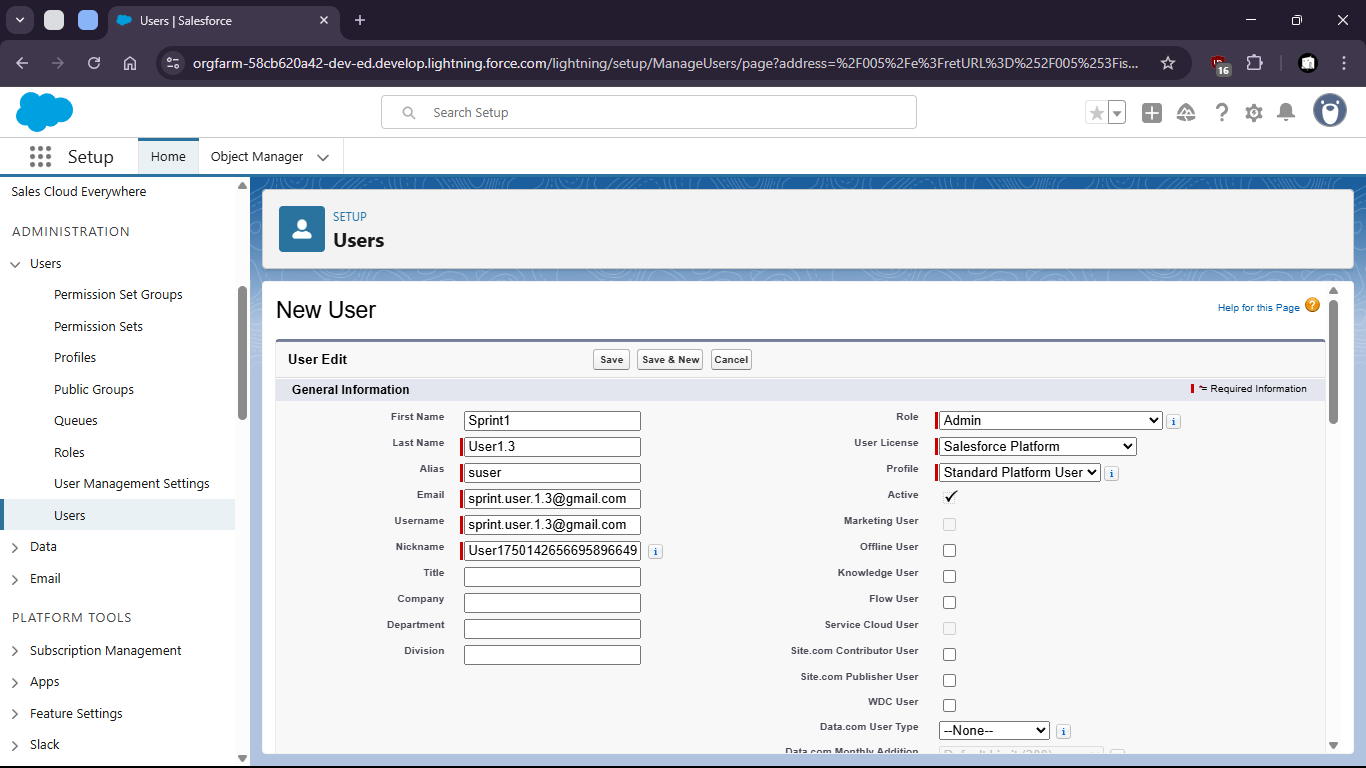 Users | Salesforce
orgfarm-58cb620a42-dev-ed.develop.lightning.force.com/lightning/setup/ManageUsers/page?address=%2F005%2Fe%3FretURL%3D%252F005%253Fis...
16
Search Setup
Setup
Home
Object Manager
Sales Cloud Everywhere
ADMINISTRATION
Users
Permission Set Groups
Permission Sets
Profiles
Public Groups
Queues
Roles
User Management Settings
Users
Data
Email
PLATFORM TOOLS
Subscription Management
Apps
Feature Settings
Slack
SETUP
Users
New User
Help for this Page ?
User Edit
Save
Save & New
Cancel
General Information
= Required Information
First Name Sprint1
Last Name User1.3
Alias suser
Email sprint.user.1.3@gmail.com
Username sprint.user.1.3@gmail.com
Nickname User1750142656695896649 i
Title
Company
Department
Division
Role Admin i
User License Salesforce Platform
Profile Standard Platform User i
Active
Marketing User
Offline User
Knowledge User
Flow User
Service Cloud User
Site.com Contributor User
Site.com Publisher User
WDC User
Data.com User Type --None-- i
Data.com Monthly Addition